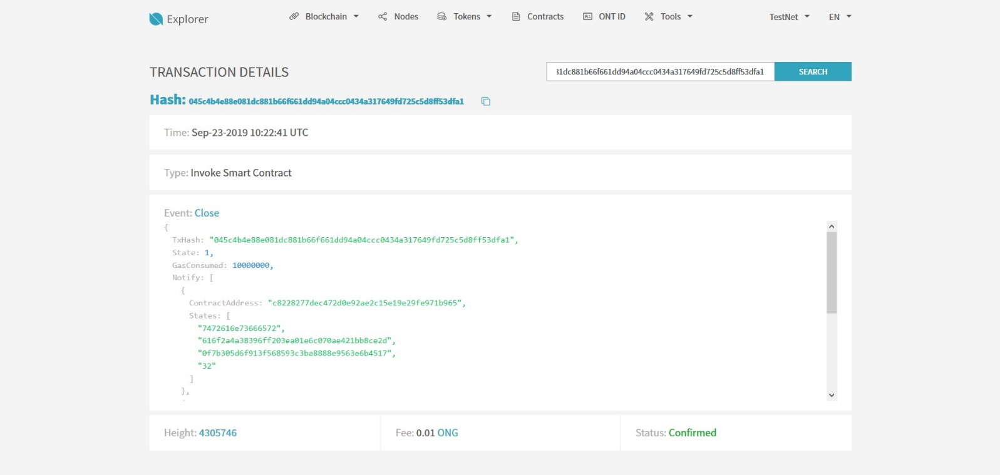 Explorer Blockchain Nodes Tokens Contracts ONT ID Tools TestNet EN
TRANSACTION DETAILS
31dc881b66f661dd94a04ccc0434a317649fd725c5d8ff53dfa1 SEARCH
Hash: 045c4b4e88e081dc881b66f661dd94a04ccc0434a317649fd725c5d8ff53dfa1
Time: Sep-23-2019 10:22:41 UTC
Type: Invoke Smart Contract
Event: Close
{
TxHash: "045c4b4e88e081dc881b66f661dd94a04ccc0434a317649fd725c5d8ff53dfa1",
State: 1,
GasConsumed: 10000000,
Notify: [
{
ContractAddress: "c8228277dec472d0e92ae2c15e19e29fe971b965",
States: [
"7472616e73666572",
"616f2a4a38396ff203ea01e6c070ae421bb8ce2d",
"0f7b305d6f913f568593c3ba8888e9563e6b4517",
"32"
]
},
Height: 4305746 Fee: 0.01 ONG Status: Confirmed